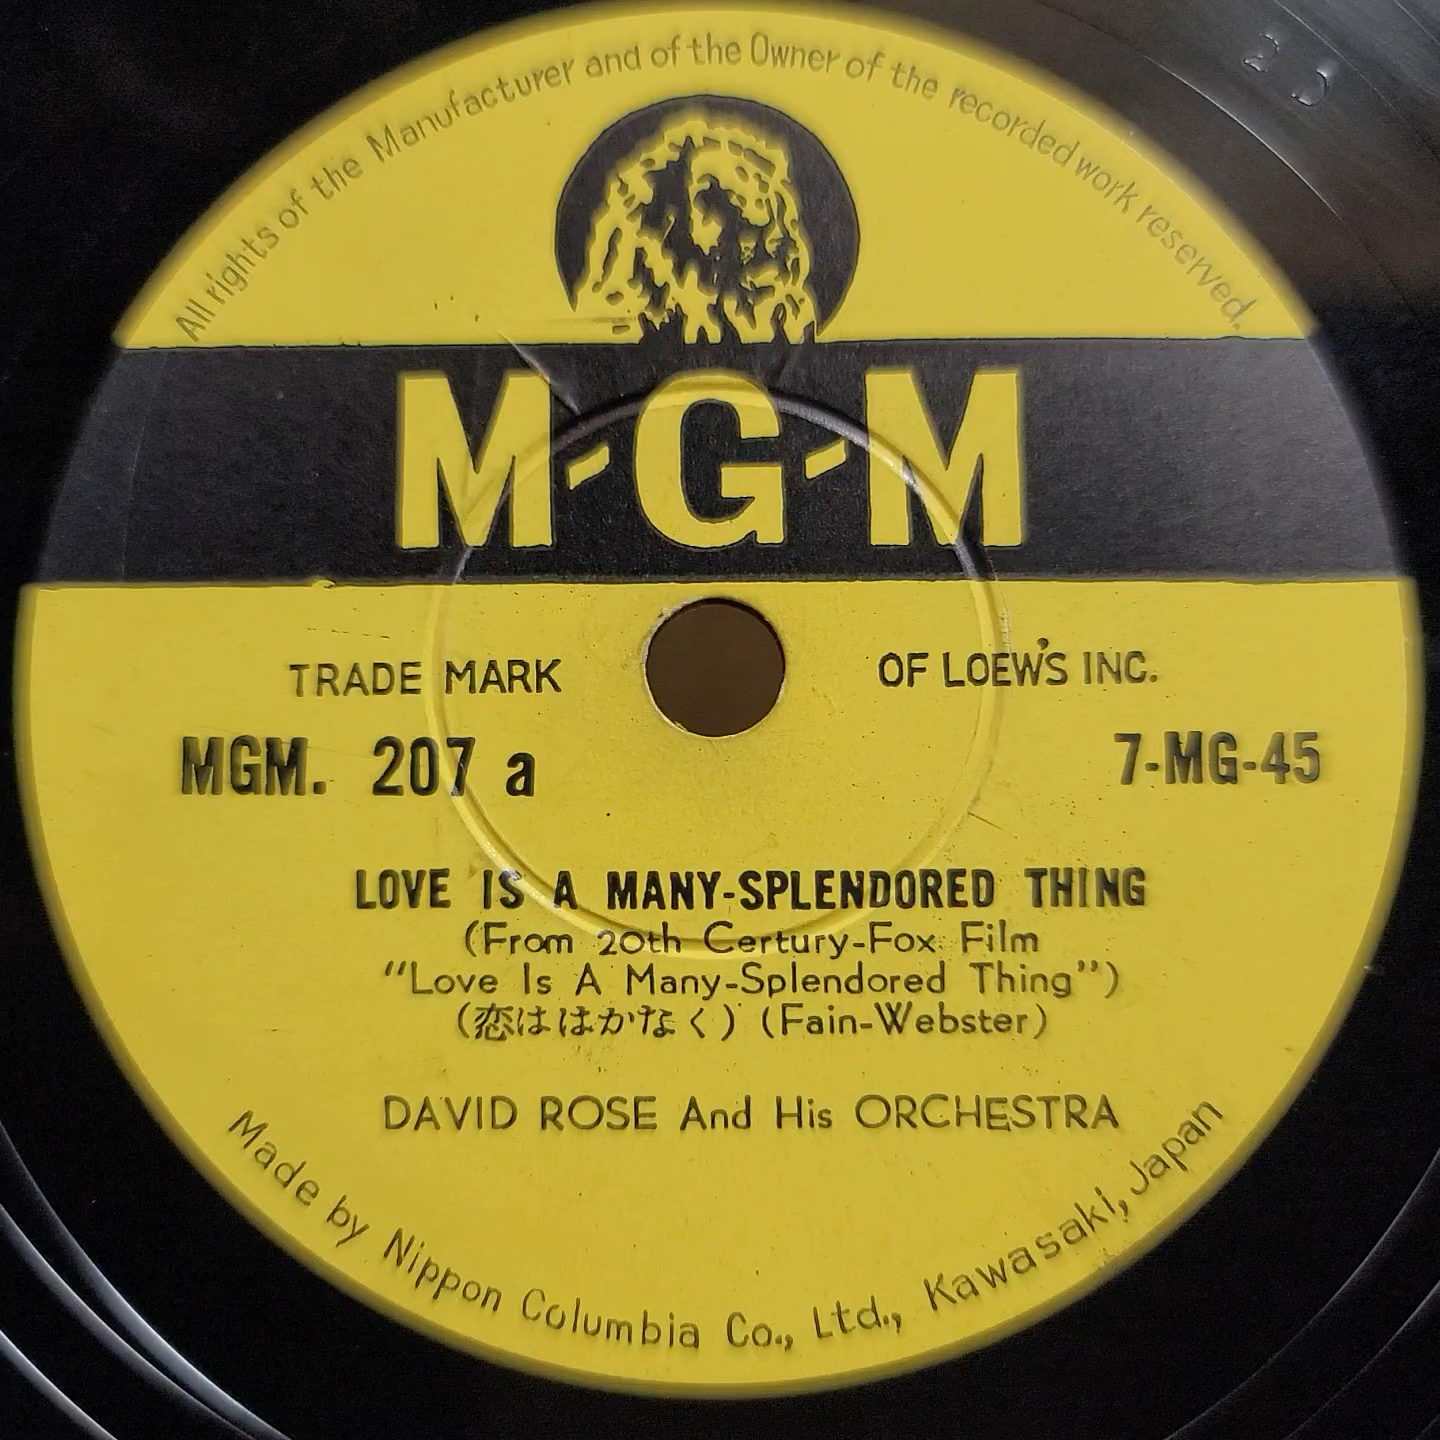 All rights of the Manufacturer and of the Owner of the recorded work reserved.
M-G-M
TRADE MARK OF LOEW'S INC.
MGM. 207 a 7-MG-45
LOVE IS A MANY-SPLENDORED THING
(From 20th Certury-Fox Film
“Love Is A Many-Splendored Thing”)
(恋ははかなく) (Fain-Webster)
DAVID ROSE And His ORCHESTRA
Made by Nippon Columbia Co., Ltd., Kawasaki, Japan